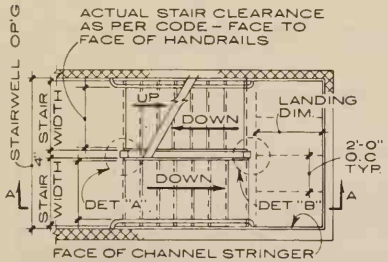 ACTUAL STAIR CLEARANCE
AS PER CODE – FACE TO
FACE OF HANDRAILS
STAIRWELL OP'G
STAIR WIDTH
4"
STAIR WIDTH
UP
DOWN
LANDING
DIM.
DOWN
2'-0"
O.C
TYP.
A
DET "A"
DET "B"
A
FACE OF CHANNEL STRINGER